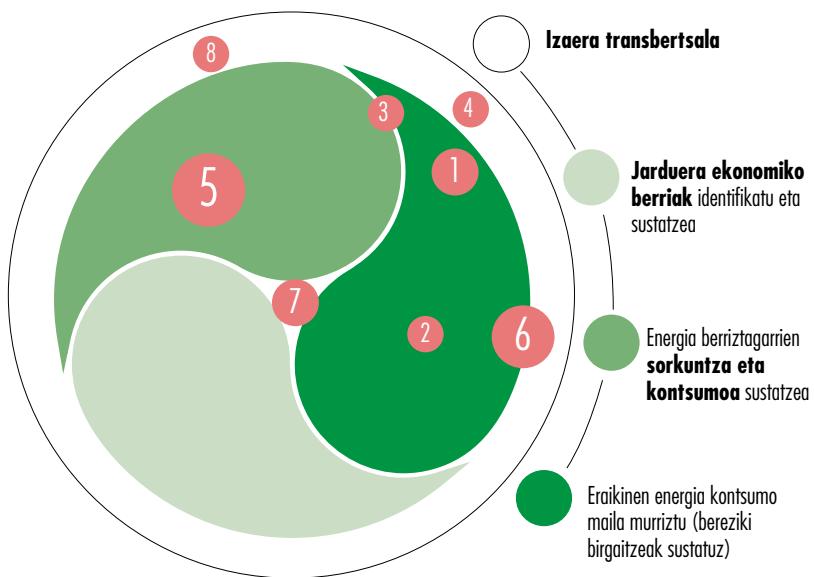 8
3
4
1
5
7
2
6
Izaera transbertsala
Jarduera ekonomiko
berriak identifikatu eta
sustatzea
Energia berriztagarrien
sorkuntza eta
kontsumoa sustatzea
Eraikinen energia kontsumo
maila murriztu (bereziki
birgaitzeak sustatuz)